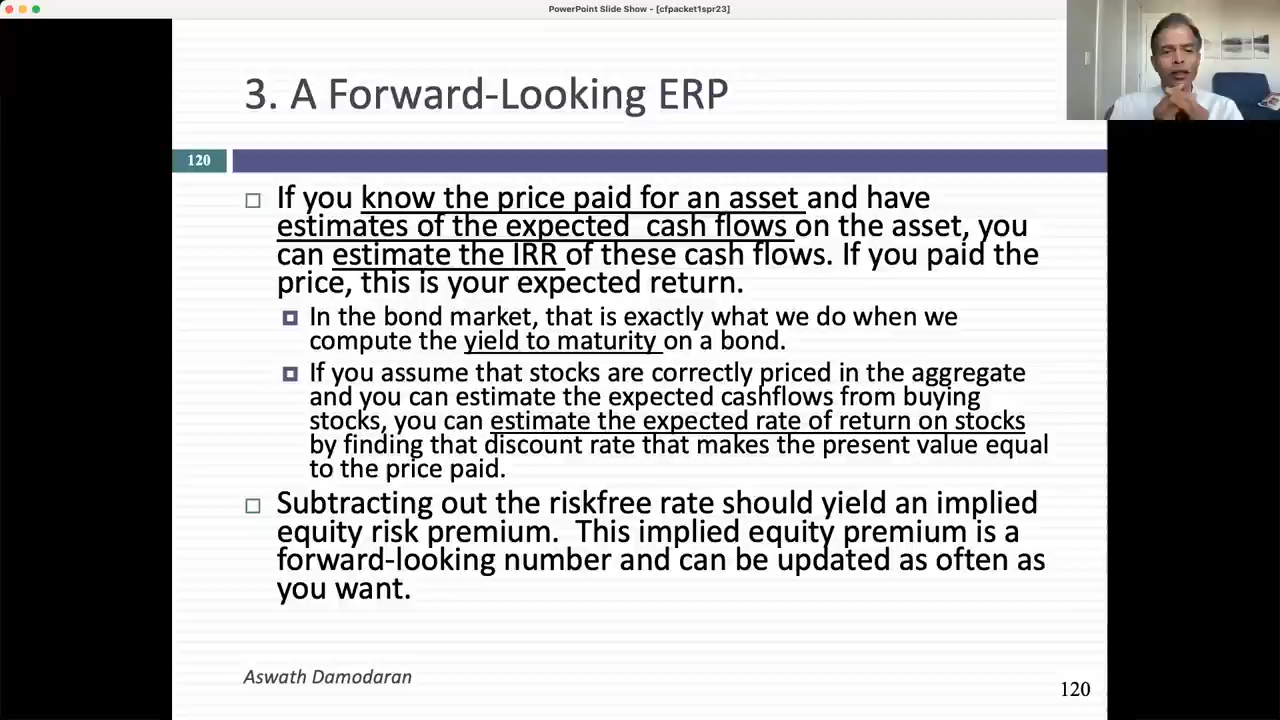 PowerPoint Slide Show - [cfpacket1spr23]
3. A Forward-Looking ERP
120
If you know the price paid for an asset and have
estimates of the expected cash flows on the asset, you
can estimate the IRR of these cash flows. If you paid the
price, this is your expected return.
In the bond market, that is exactly what we do when we
compute the yield to maturity on a bond.
If you assume that stocks are correctly priced in the aggregate
and you can estimate the expected cashflows from buying
stocks, you can estimate the expected rate of return on stocks
by finding that discount rate that makes the present value equal
to the price paid.
Subtracting out the riskfree rate should yield an implied
equity risk premium. This implied equity premium is a
forward-looking number and can be updated as often as
you want.
Aswath Damodaran
120